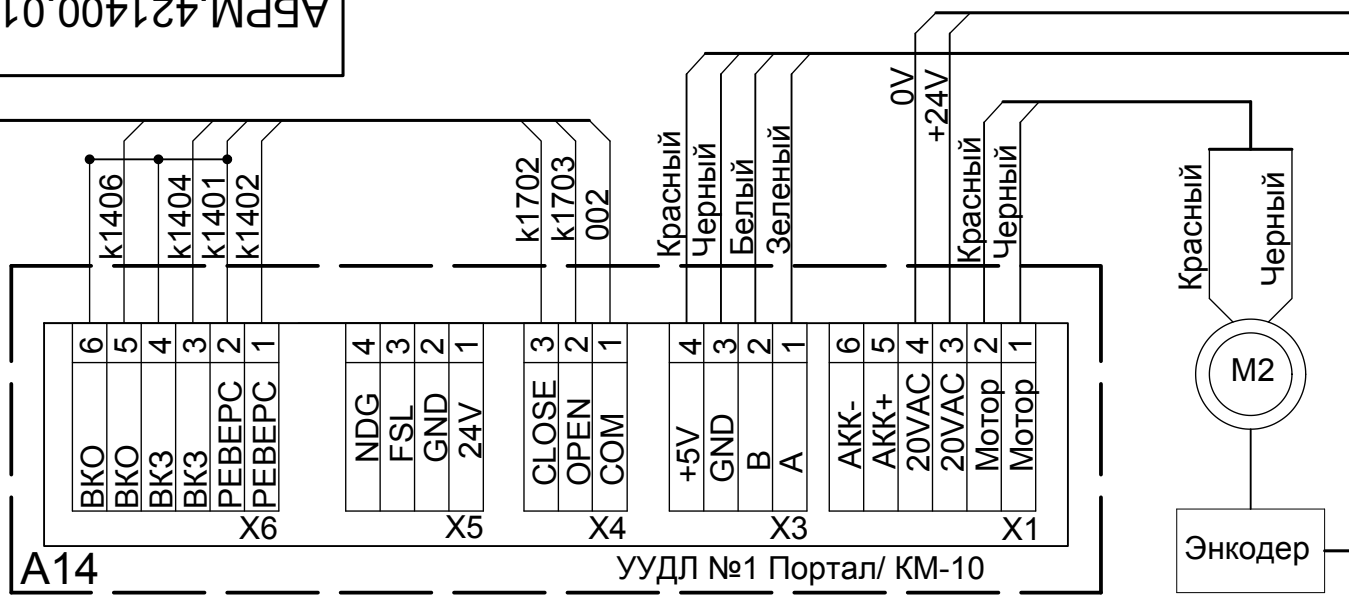 АБРМ.421400.01
0V
+24V
Красный
Черный
Красный
Черный
Белый
Зеленый
k1406
k1404
k1401
k1402
k1702
k1703
002
Красный
Черный
6 5 4 3 2 1
4 3 2 1
3 2 1
4 3 2 1
6 5 4 3 2 1
ВКО
ВКО
ВКЗ
ВКЗ
РЕВЕРС
РЕВЕРС
X6
NDG
FSL
GND
24V
X5
CLOSE
OPEN
COM
X4
+5V
GND
B
A
X3
АКК-
АКК+
20VAC
20VAC
Мотор
Мотор
X1
М2
Энкодер
А14
УУДЛ №1 Портал/ КМ-10